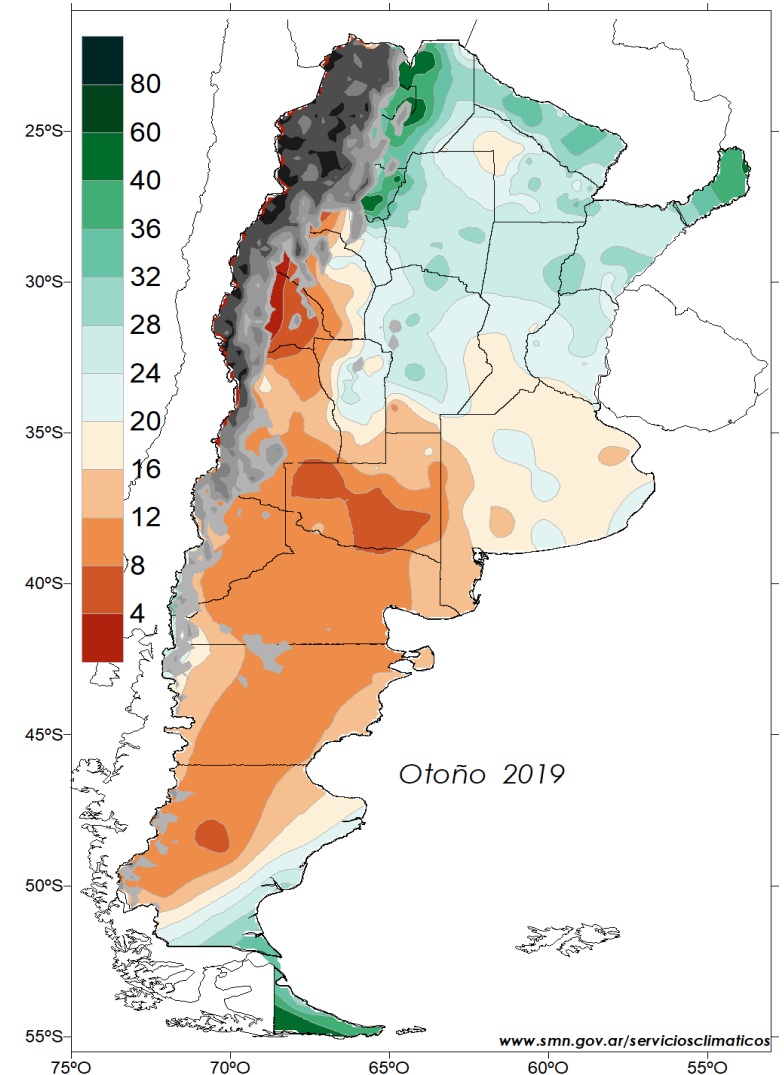 80
60
40
36
32
28
24
20
16
12
8
4
25ºS
30ºS
35ºS
40ºS
45ºS
50ºS
55ºS
Otoño 2019
www.smn.gov.ar/serviciosclimaticos
75ºO 70ºO 65ºO 60ºO 55ºO